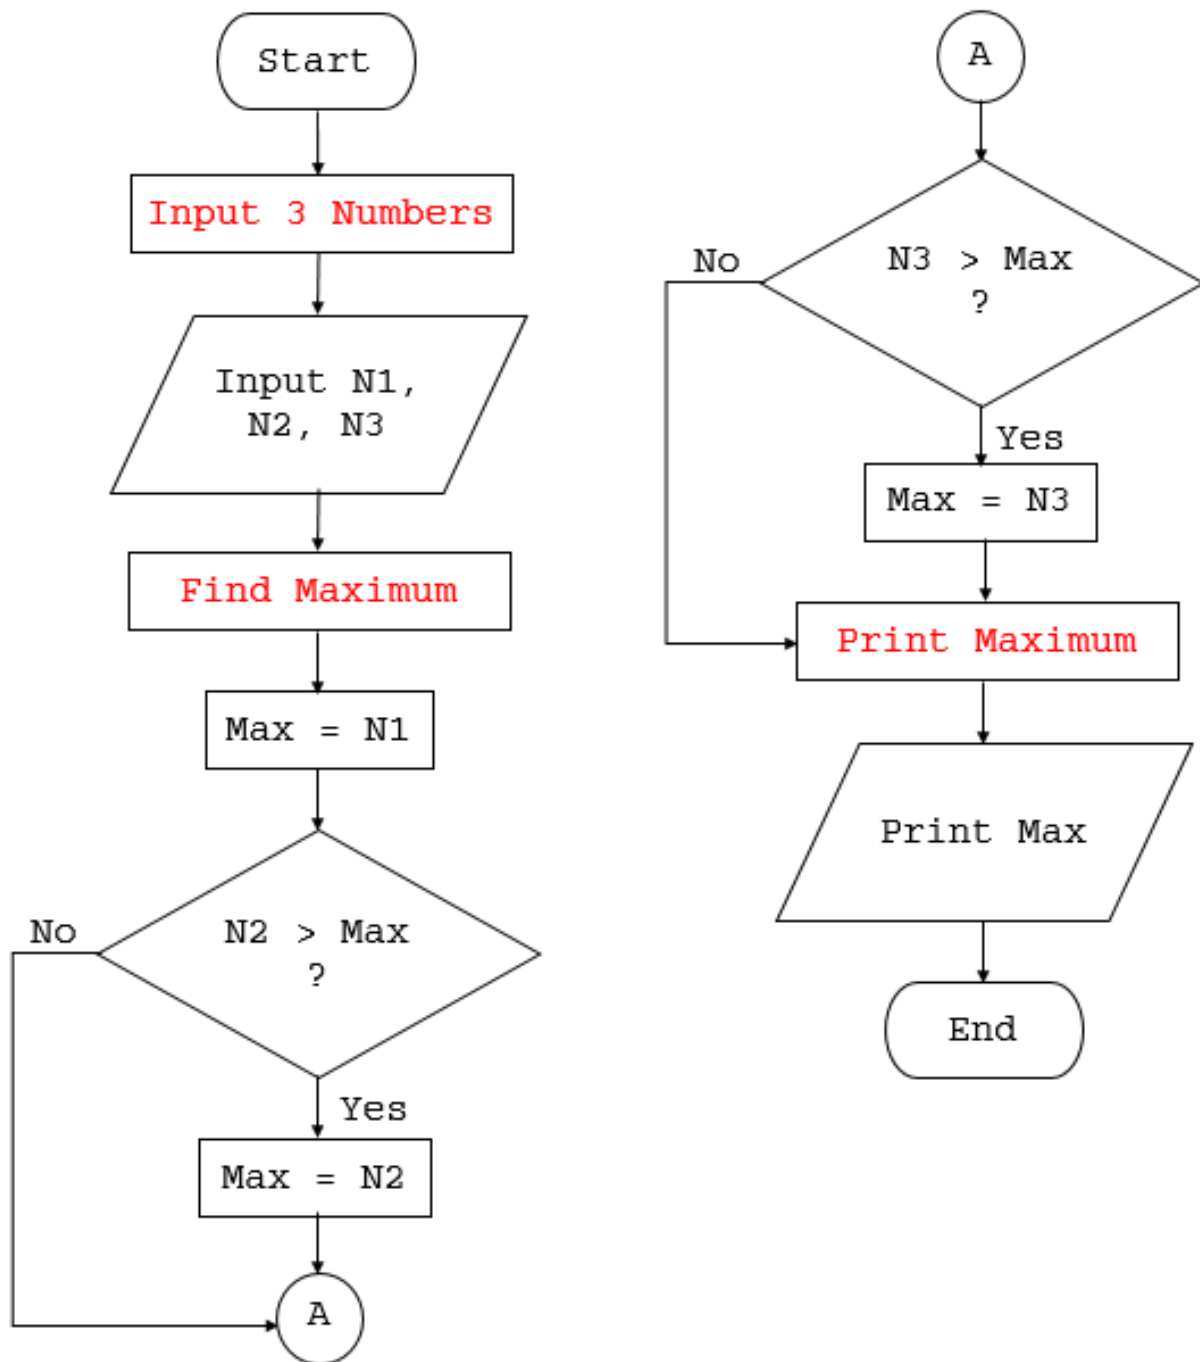 Start
Input 3 Numbers
Input N1,
N2, N3
Find Maximum
Max = N1
N2 > Max
?
No
Yes
Max = N2
A
A
N3 > Max
?
No
Yes
Max = N3
Print Maximum
Print Max
End